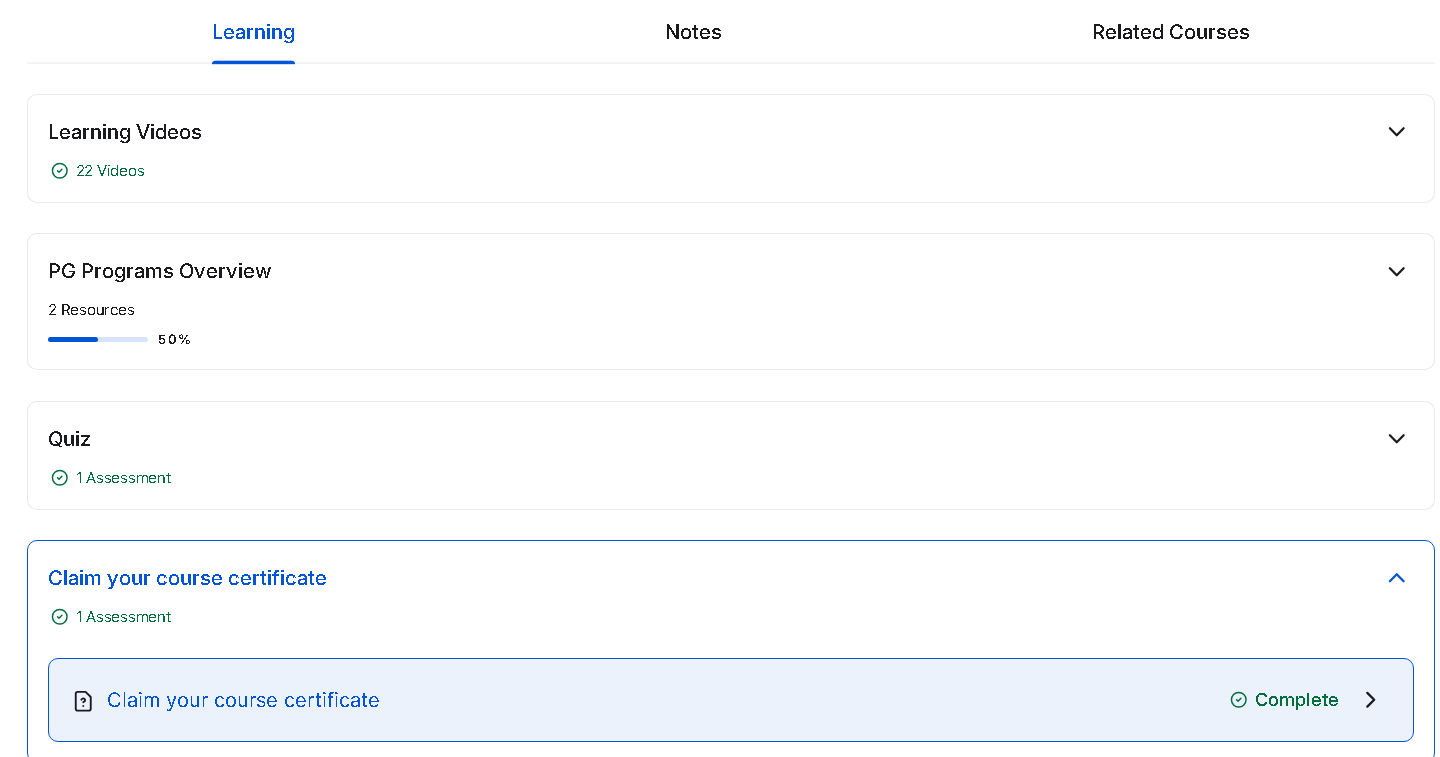 Learning
Notes
Related Courses
Learning Videos
22 Videos
PG Programs Overview
2 Resources
50%
Quiz
1 Assessment
Claim your course certificate
1 Assessment
Claim your course certificate
Complete